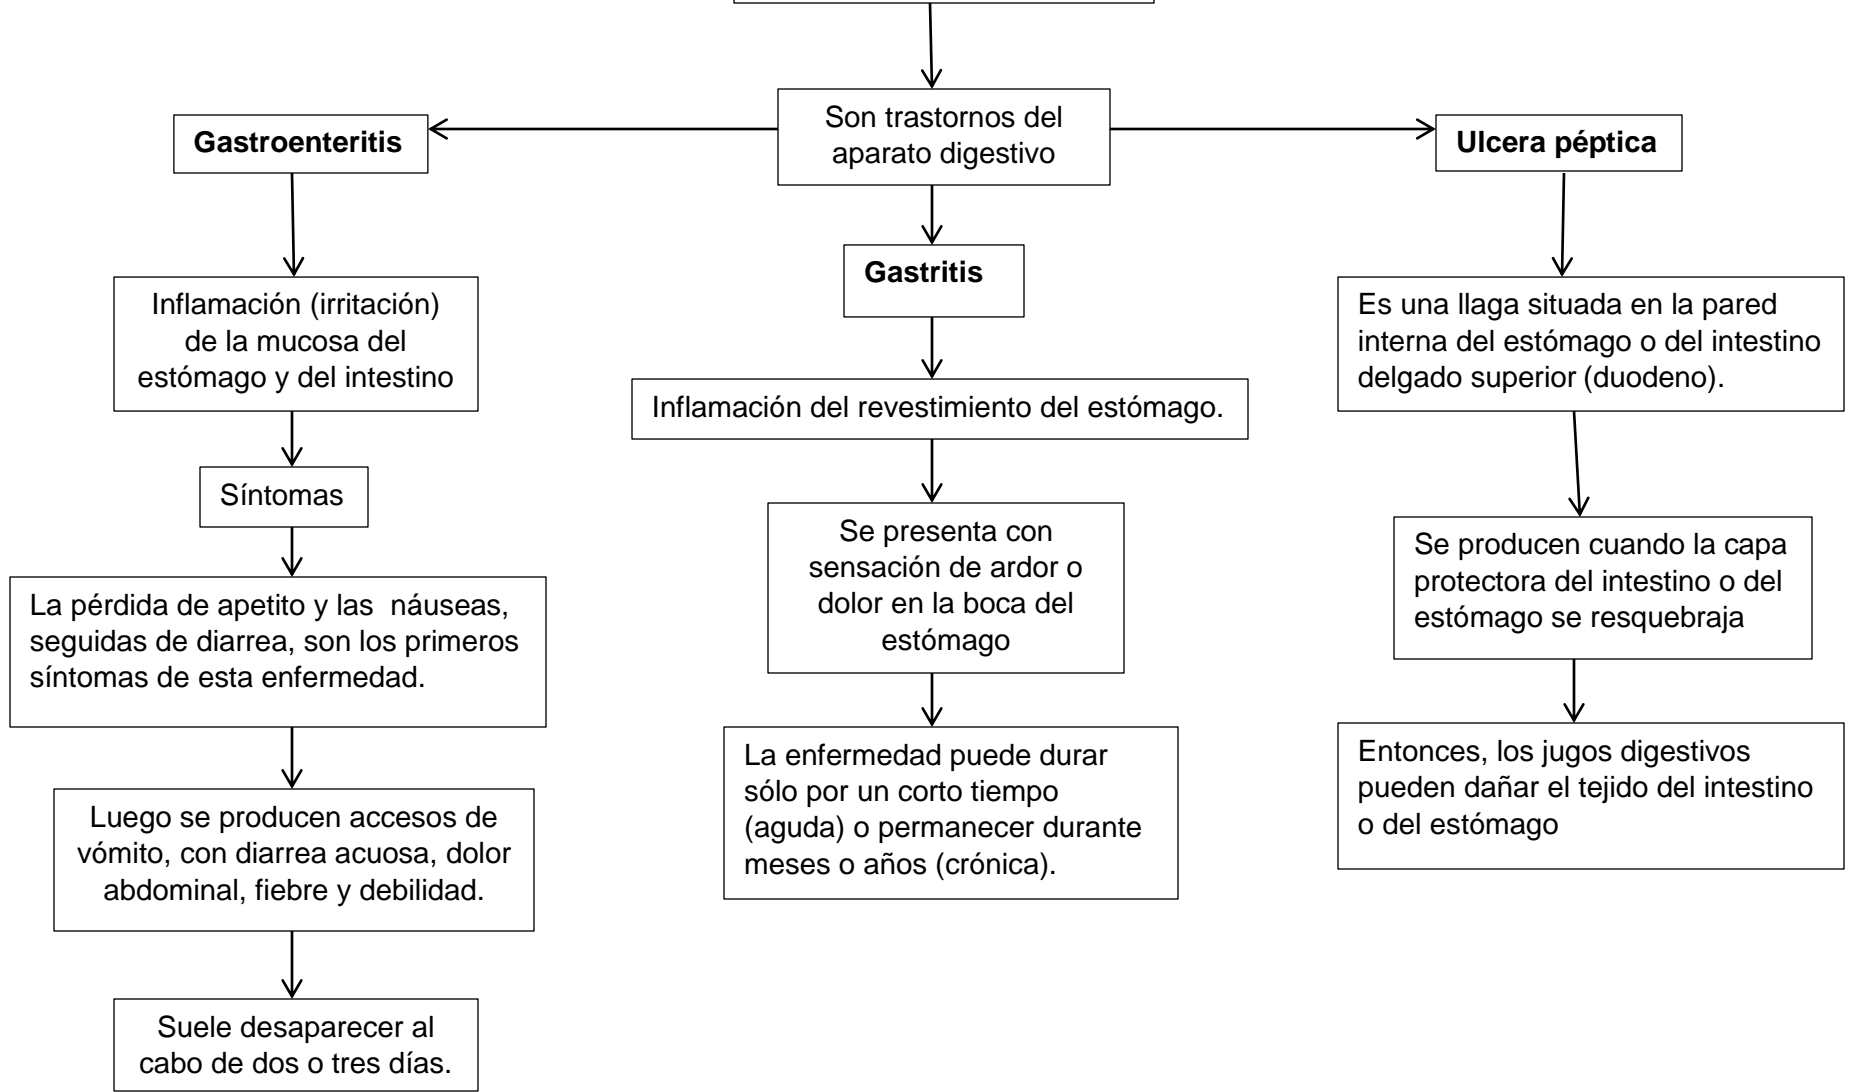 Son trastornos del
aparato digestivo
Gastroenteritis
Inflamación (irritación)
de la mucosa del
estómago y del intestino
Síntomas
La pérdida de apetito y las  náuseas,
seguidas de diarrea, son los primeros
síntomas de esta enfermedad.
Luego se producen accesos de
vómito, con diarrea acuosa, dolor
abdominal, fiebre y debilidad.
Suele desaparecer al
cabo de dos o tres días.
Gastritis
Inflamación del revestimiento del estómago.
Se presenta con
sensación de ardor o
dolor en la boca del
estómago
La enfermedad puede durar
sólo por un corto tiempo
(aguda) o permanecer durante
meses o años (crónica).
Ulcera péptica
Es una llaga situada en la pared
interna del estómago o del intestino
delgado superior (duodeno).
Se producen cuando la capa
protectora del intestino o del
estómago se resquebraja
Entonces, los jugos digestivos
pueden dañar el tejido del intestino
o del estómago